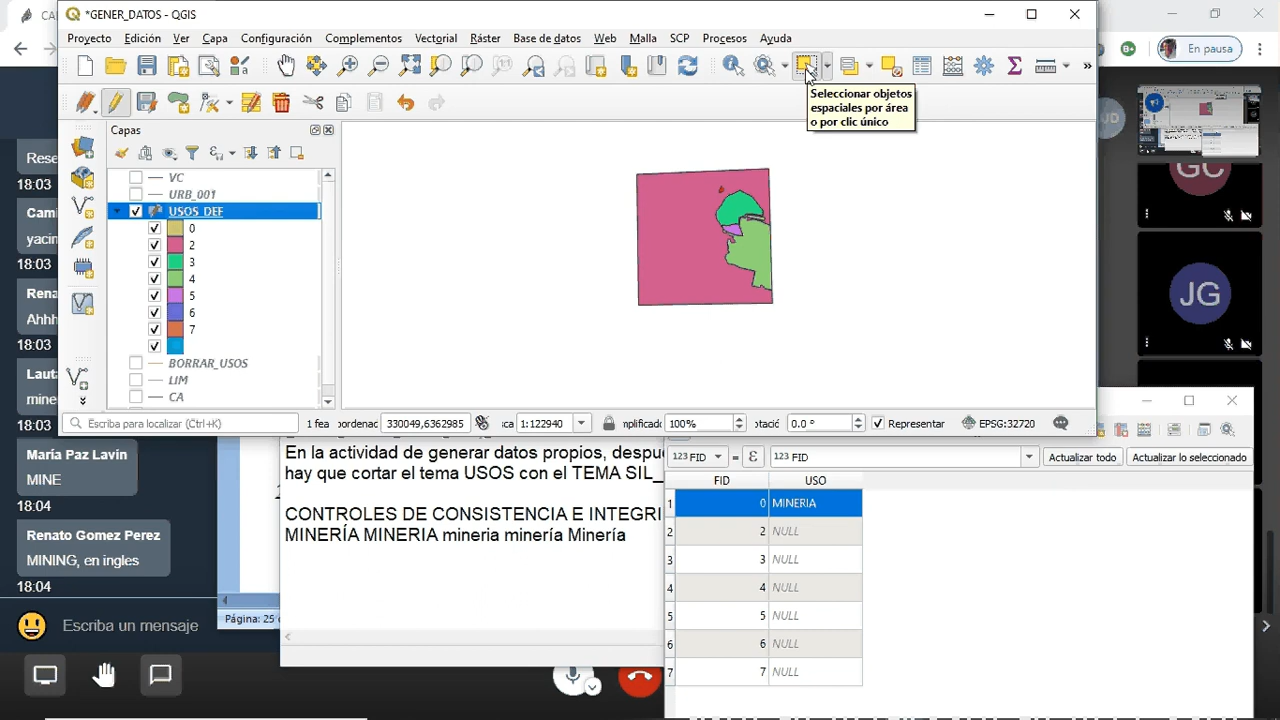 CA
*GENER_DATOS - QGIS
Proyecto Edición Ver Capa Configuración Complementos Vectorial Ráster Base de datos Web Malla SCP Procesos Ayuda
»
Seleccionar objetos
espaciales por área
o por clic único
Capas
VC
URB_001
USOS_DEF
0
2
3
4
5
6
7
BORRAR_USOS
LIM
CA
Escriba para localizar (Ctrl+K)
1 fea
330049,6362985
1:122940
100%
0.0 °
Representar
EPSG:32720
Rese
18:03
Cami
yacin
18:03
Rena
Ahhh
18:03
Lauta
mine
18:03
María Paz Lavin
MINE
18:04
Renato Gomez Perez
MINING, en ingles
18:04
Escriba un mensaje
Página: 25
En la actividad de generar datos propios, despu
hay que cortar el tema USOS con el TEMA SIL_
CONTROLES DE CONSISTENCIA E INTEGRI
MINERÍA MINERIA mineria minería Minería
En pausa
JD
GC
JG
123 FID = ε 123 FID Actualizar todo Actualizar lo seleccionado
FID USO
1 0 MINERIA
2 2 NULL
3 3 NULL
4 4 NULL
5 5 NULL
6 6 NULL
7 7 NULL